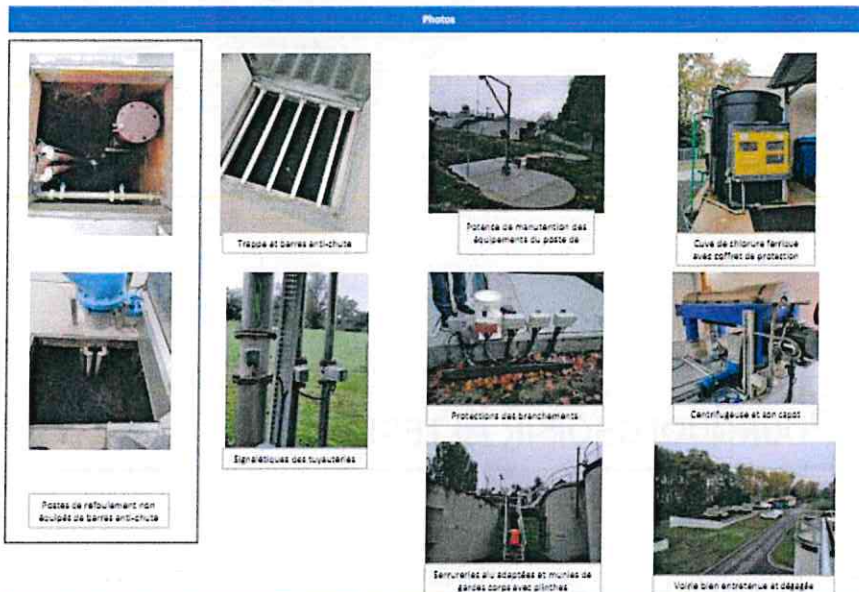 Photos
Trappe et barres anti-chute
Potence de manutention des
équipements du poste de
Cuve de chlorure ferrique
avec coffret de protection
Signalétiques des tuyauteries
Protections des branchements
Centrifugeuse et son capot
Postes de refoulement non
équipés de barres anti-chute
Serrureries alu adaptées et munies de
gardes corps avec plinthes
Voirie bien entretenue et dégagée